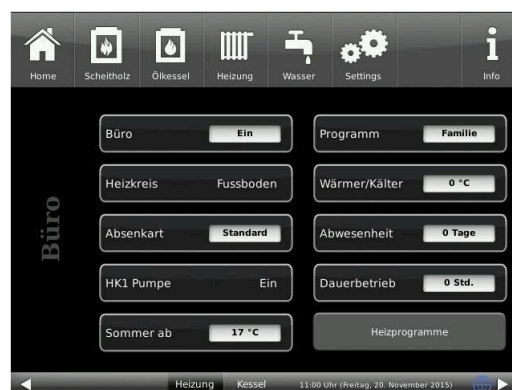 Home Scheitholz Ölkessel Heizung Wasser Settings Info
Büro
Büro Ein
Programm Familie
Heizkreis Fussboden
Wärmer/Kälter 0 °C
Absenkart Standard
Abwesenheit 0 Tage
HK1 Pumpe Ein
Dauerbetrieb 0 Std.
Sommer ab 17 °C
Heizprogramme
Heizung Kessel 11:00 Uhr (Freitag, 20. November 2015)